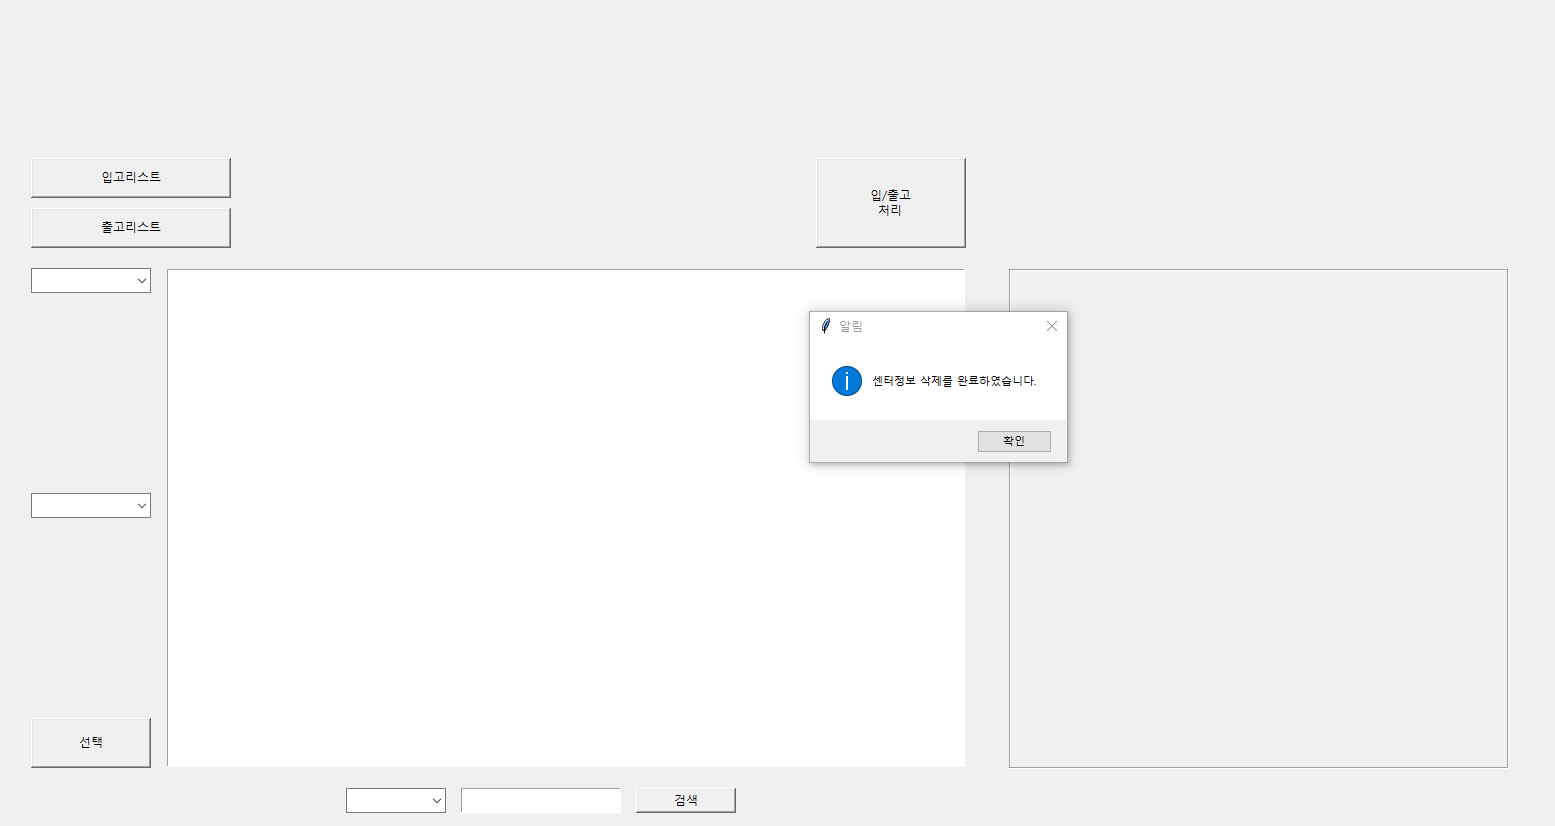 입고리스트
출고리스트
입/출고
처리
알림
센터정보 삭제를 완료하였습니다.
확인
선택
검색